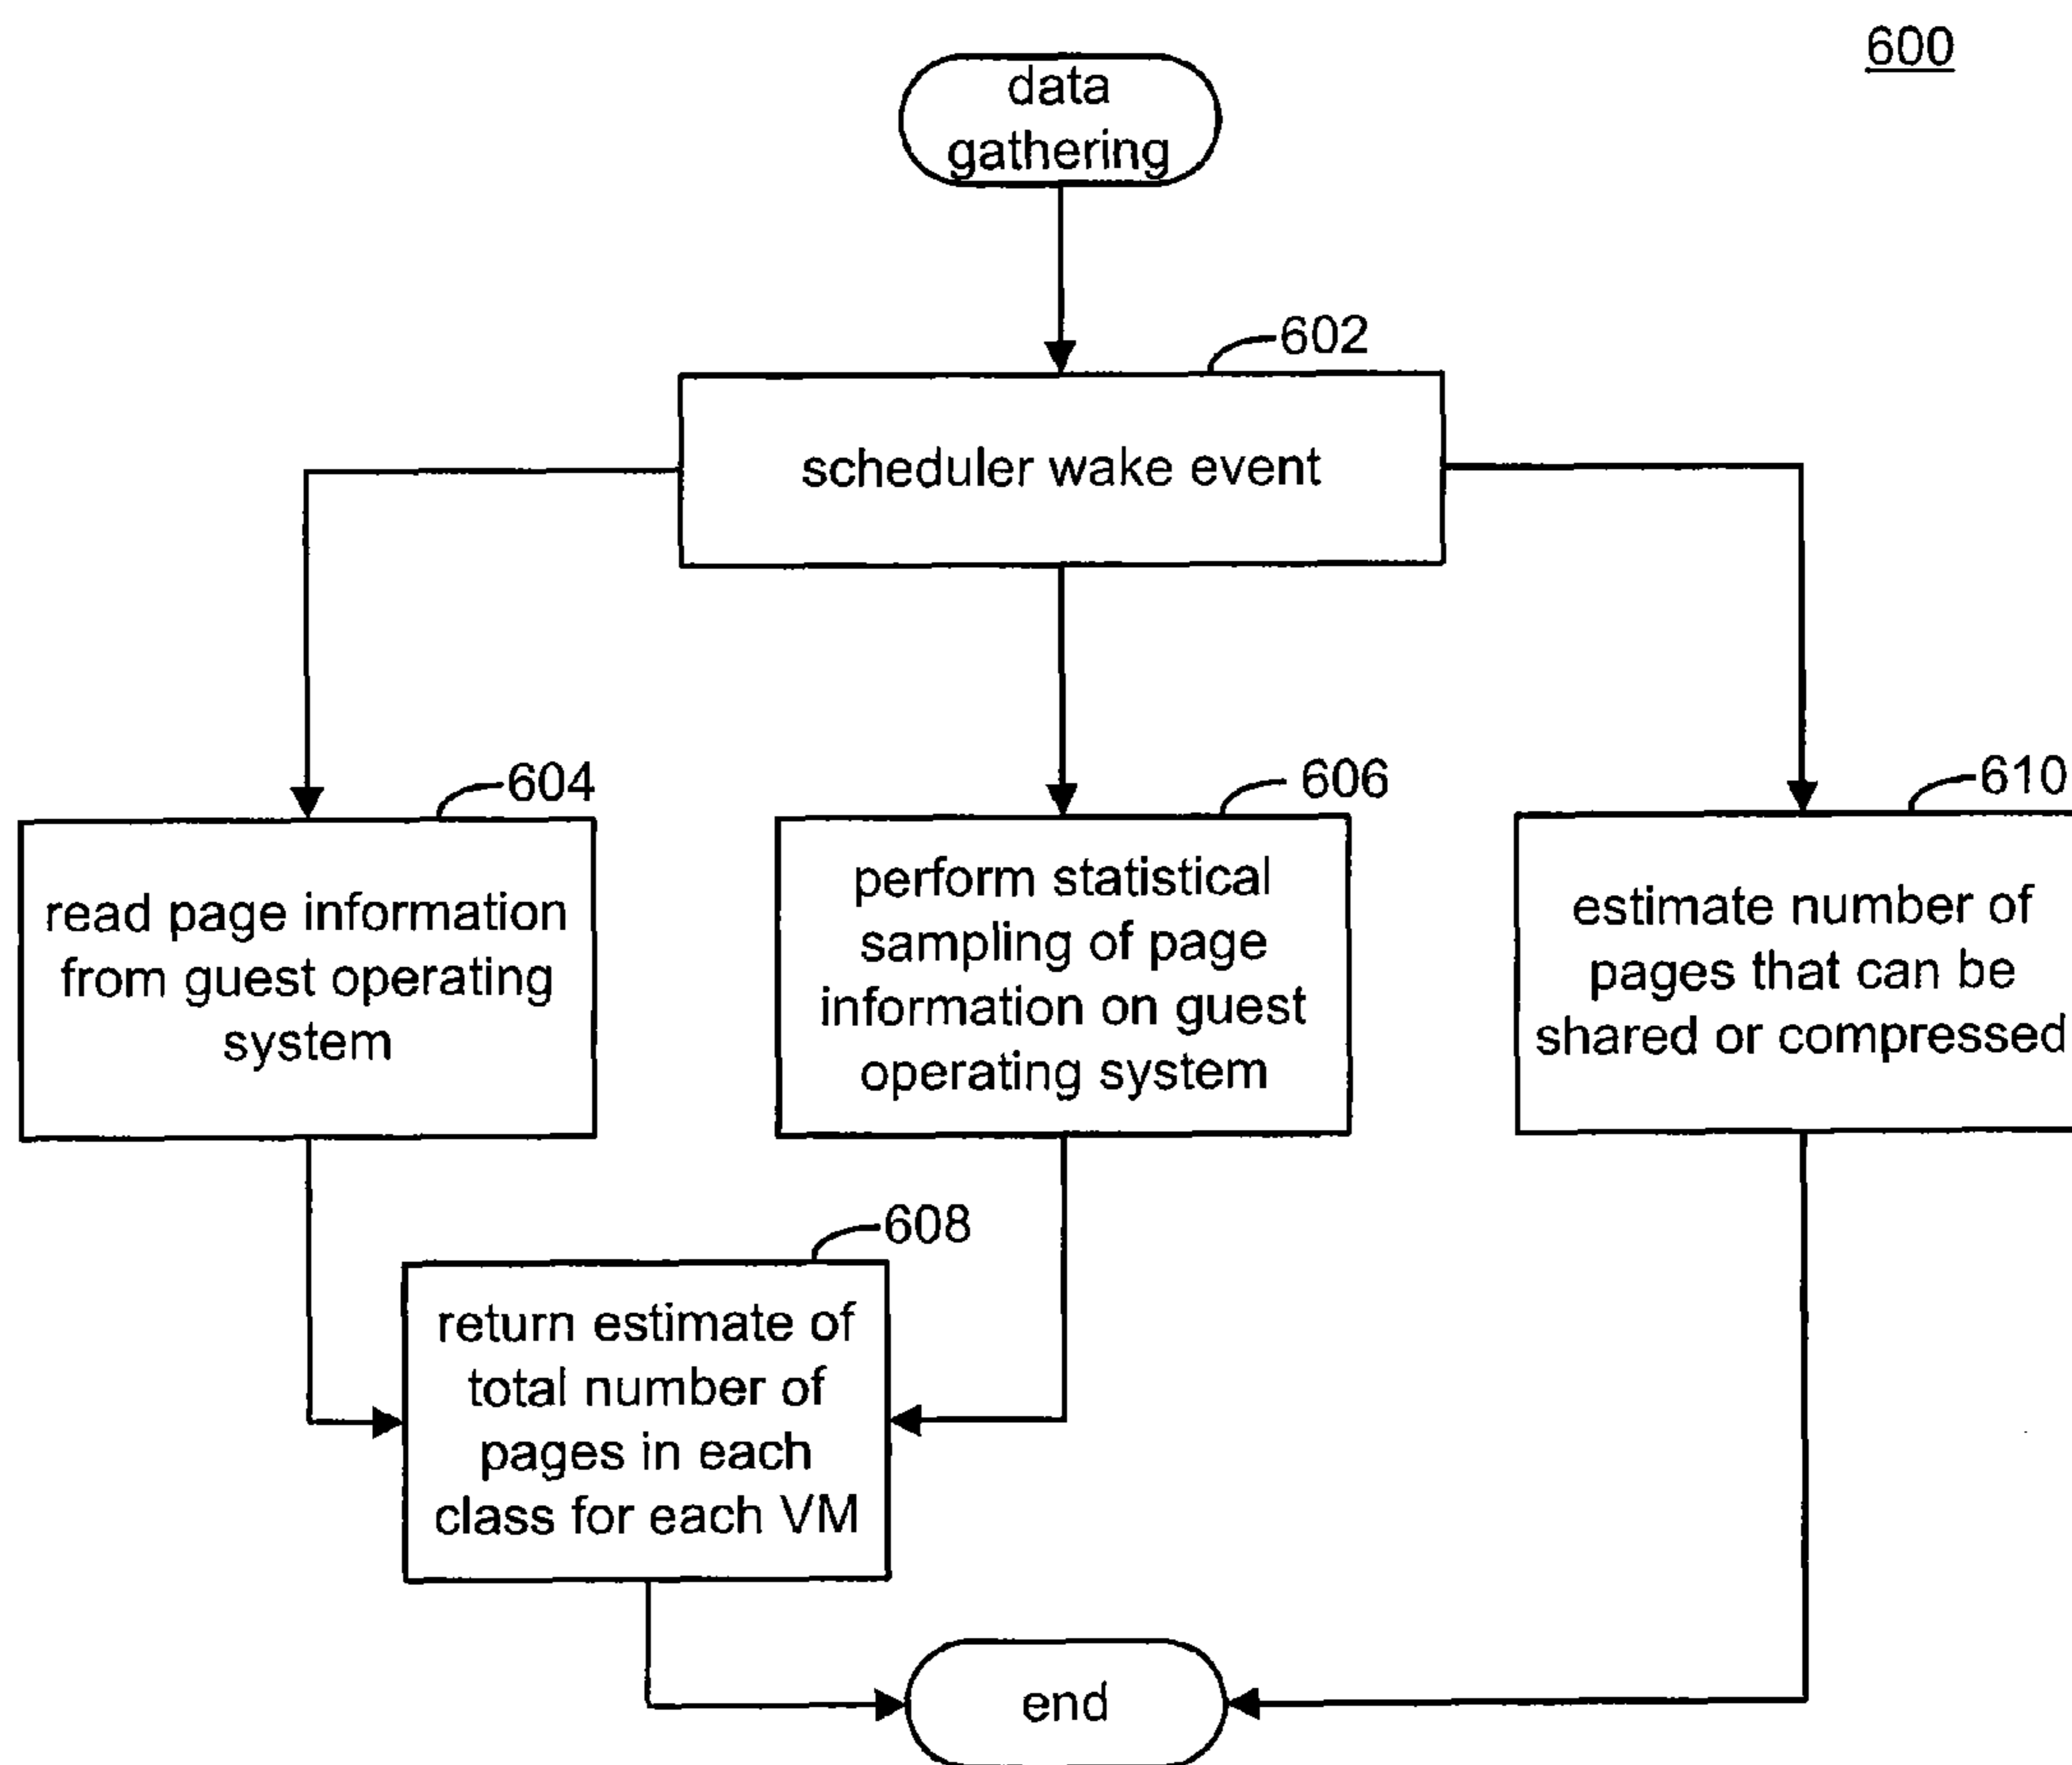 600
data
gathering
602
scheduler wake event
604
read page information
from guest operating
system
606
perform statistical
sampling of page
information on guest
operating system
610
estimate number of
pages that can be
shared or compressed
608
return estimate of
total number of
pages in each
class for each VM
end